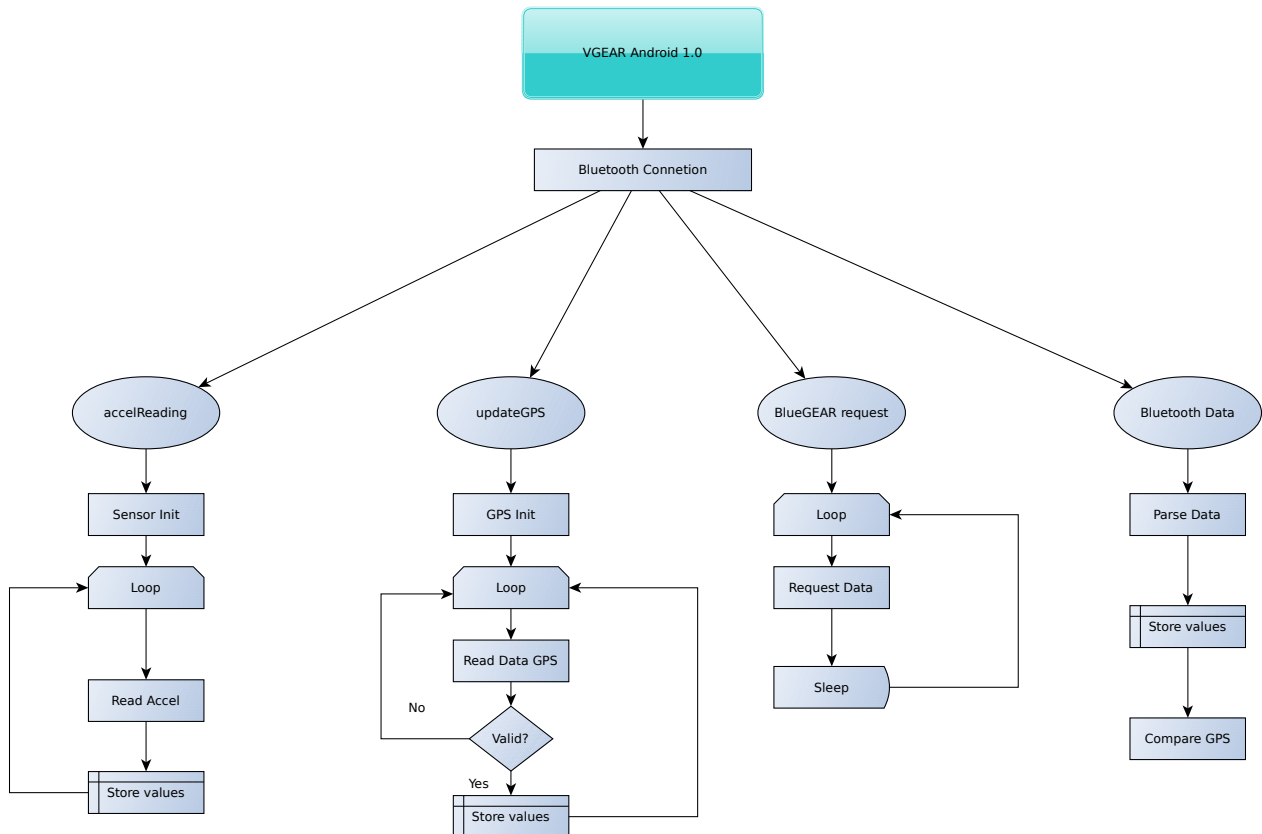 VGEAR Android 1.0
Bluetooth Connetion
accelReading
updateGPS
BlueGEAR request
Bluetooth Data
Sensor Init
GPS Init
Loop
Parse Data
Loop
Loop
Request Data
Store values
Read Data GPS
Read Accel
No
Sleep
Valid?
Compare GPS
Yes
Store values
Store values